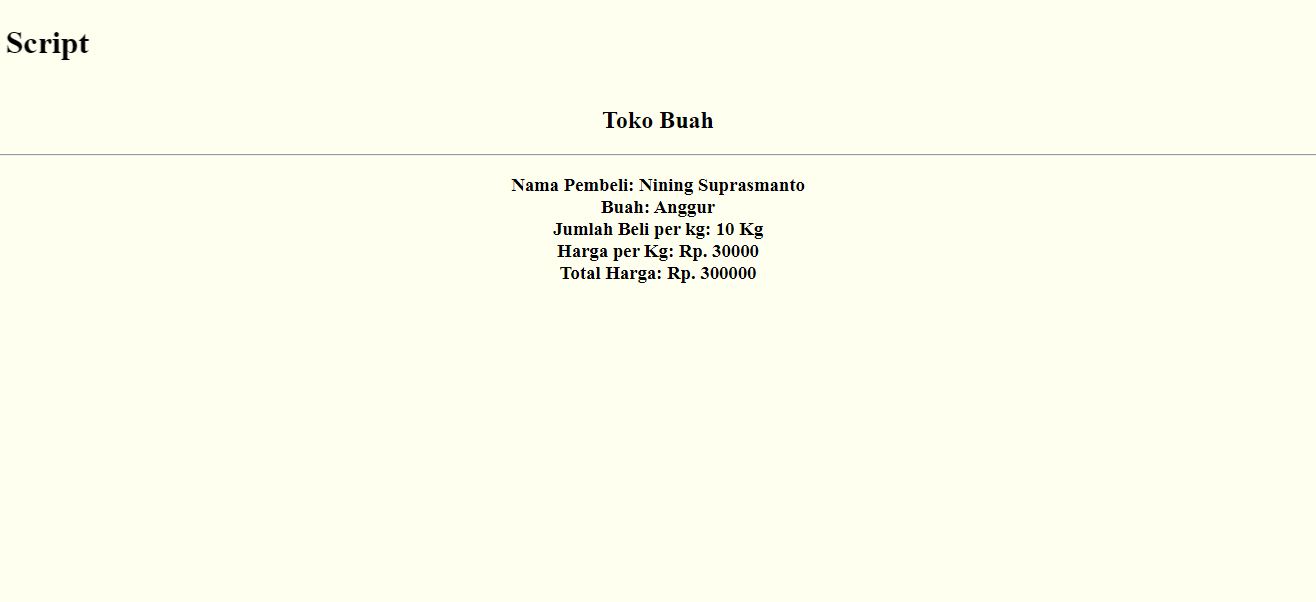 Script
Toko Buah
Nama Pembeli: Nining Suprasmanto
Buah: Anggur
Jumlah Beli per kg: 10 Kg
Harga per Kg: Rp. 30000
Total Harga: Rp. 300000